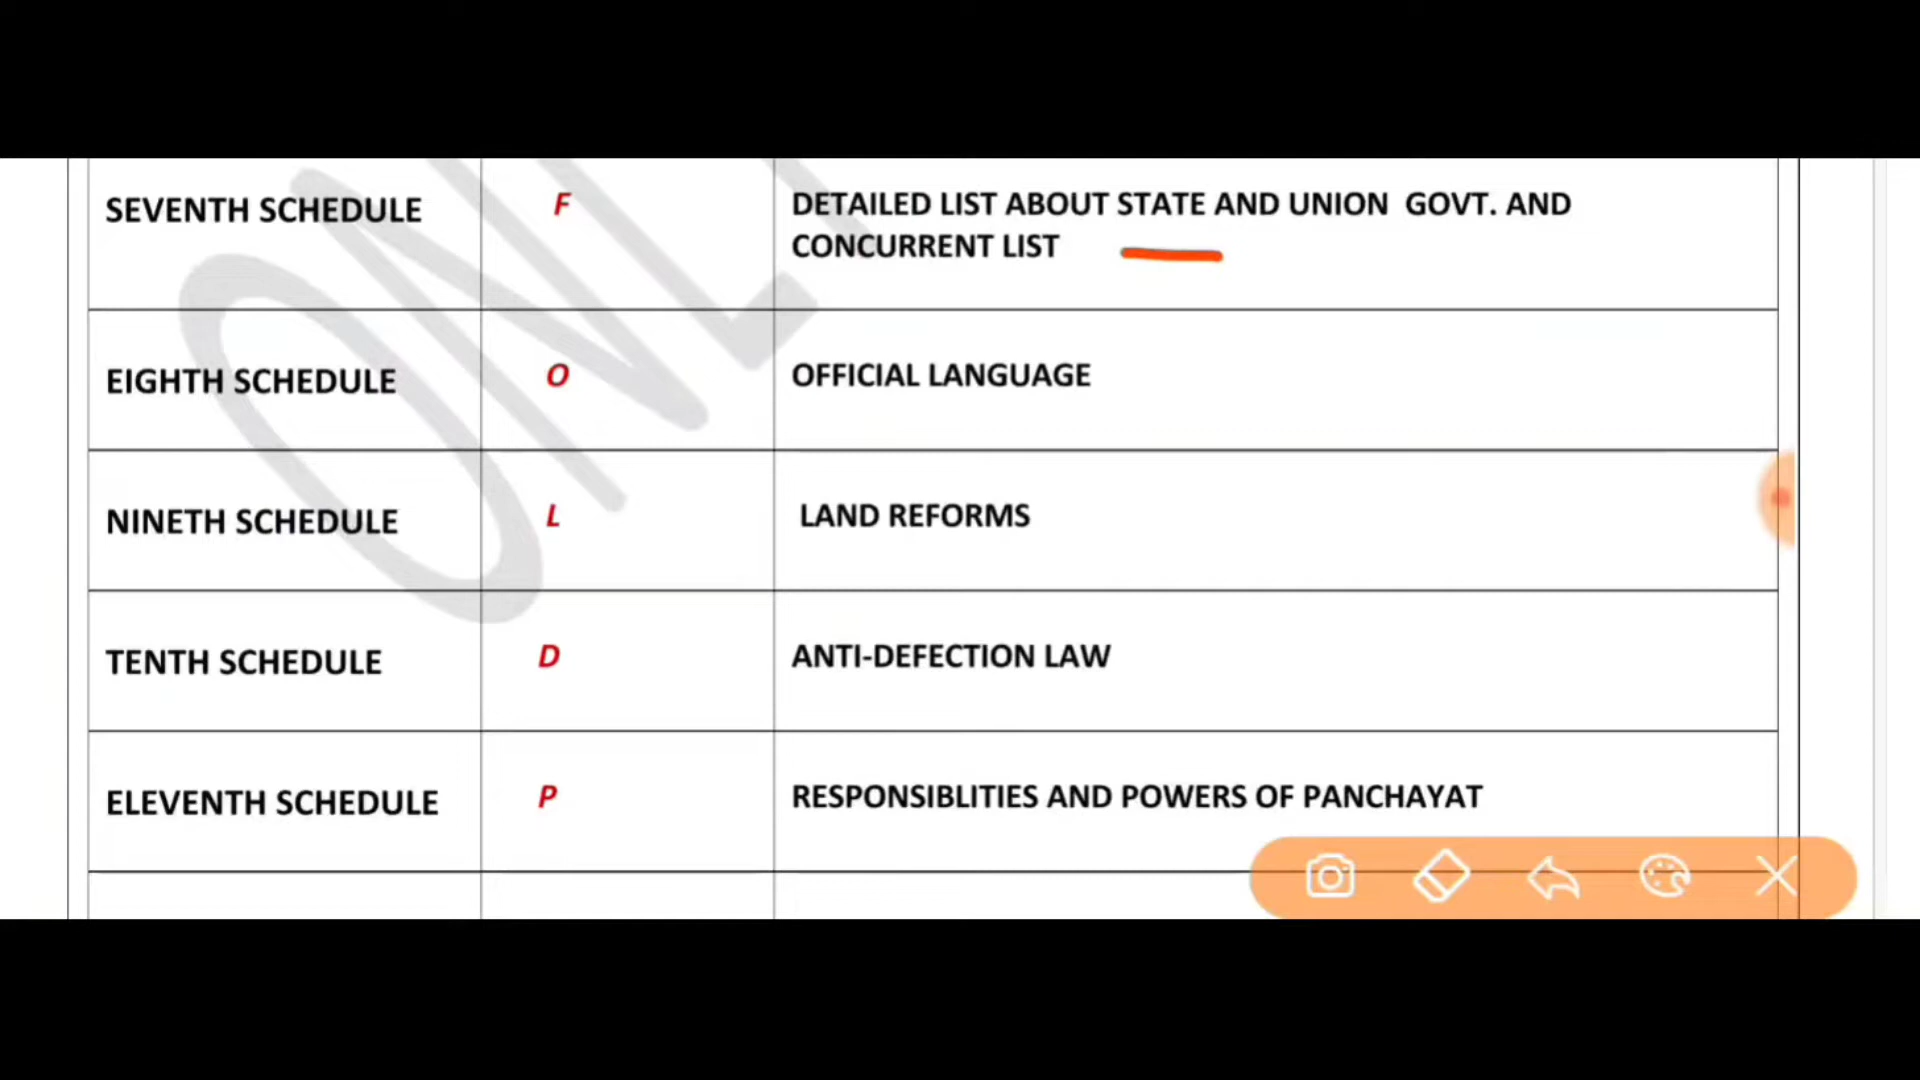 SEVENTH SCHEDULE F DETAILED LIST ABOUT STATE AND UNION GOVT. AND
CONCURRENT LIST
EIGHTH SCHEDULE O OFFICIAL LANGUAGE
NINETH SCHEDULE L LAND REFORMS
TENTH SCHEDULE D ANTI-DEFECTION LAW
ELEVENTH SCHEDULE P RESPONSIBLITIES AND POWERS OF PANCHAYAT